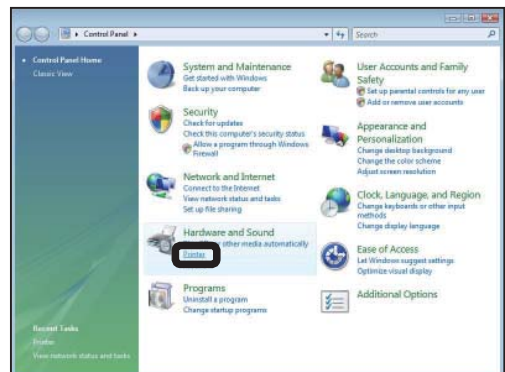 Control Panel
Search
Control Panel Home
Classic View
System and Maintenance
Get started with Windows
Back up your computer
Security
Check for updates
Check this computer's security status
Allow a program through Windows
Firewall
Network and Internet
Connect to the Internet
View network status and tasks
Set up file sharing
Hardware and Sound
or other media automatically
Printer
Programs
Uninstall a program
Change startup programs
User Accounts and Family
Safety
Set up parental controls for any user
Add or remove user accounts
Appearance and
Personalization
Change desktop background
Change the color scheme
Adjust screen resolution
Clock, Language, and Region
Change keyboards or other input
methods
Change display language
Ease of Access
Let Windows suggest settings
Optimize visual display
Additional Options
Recent Tasks
Printer
View network status and tasks